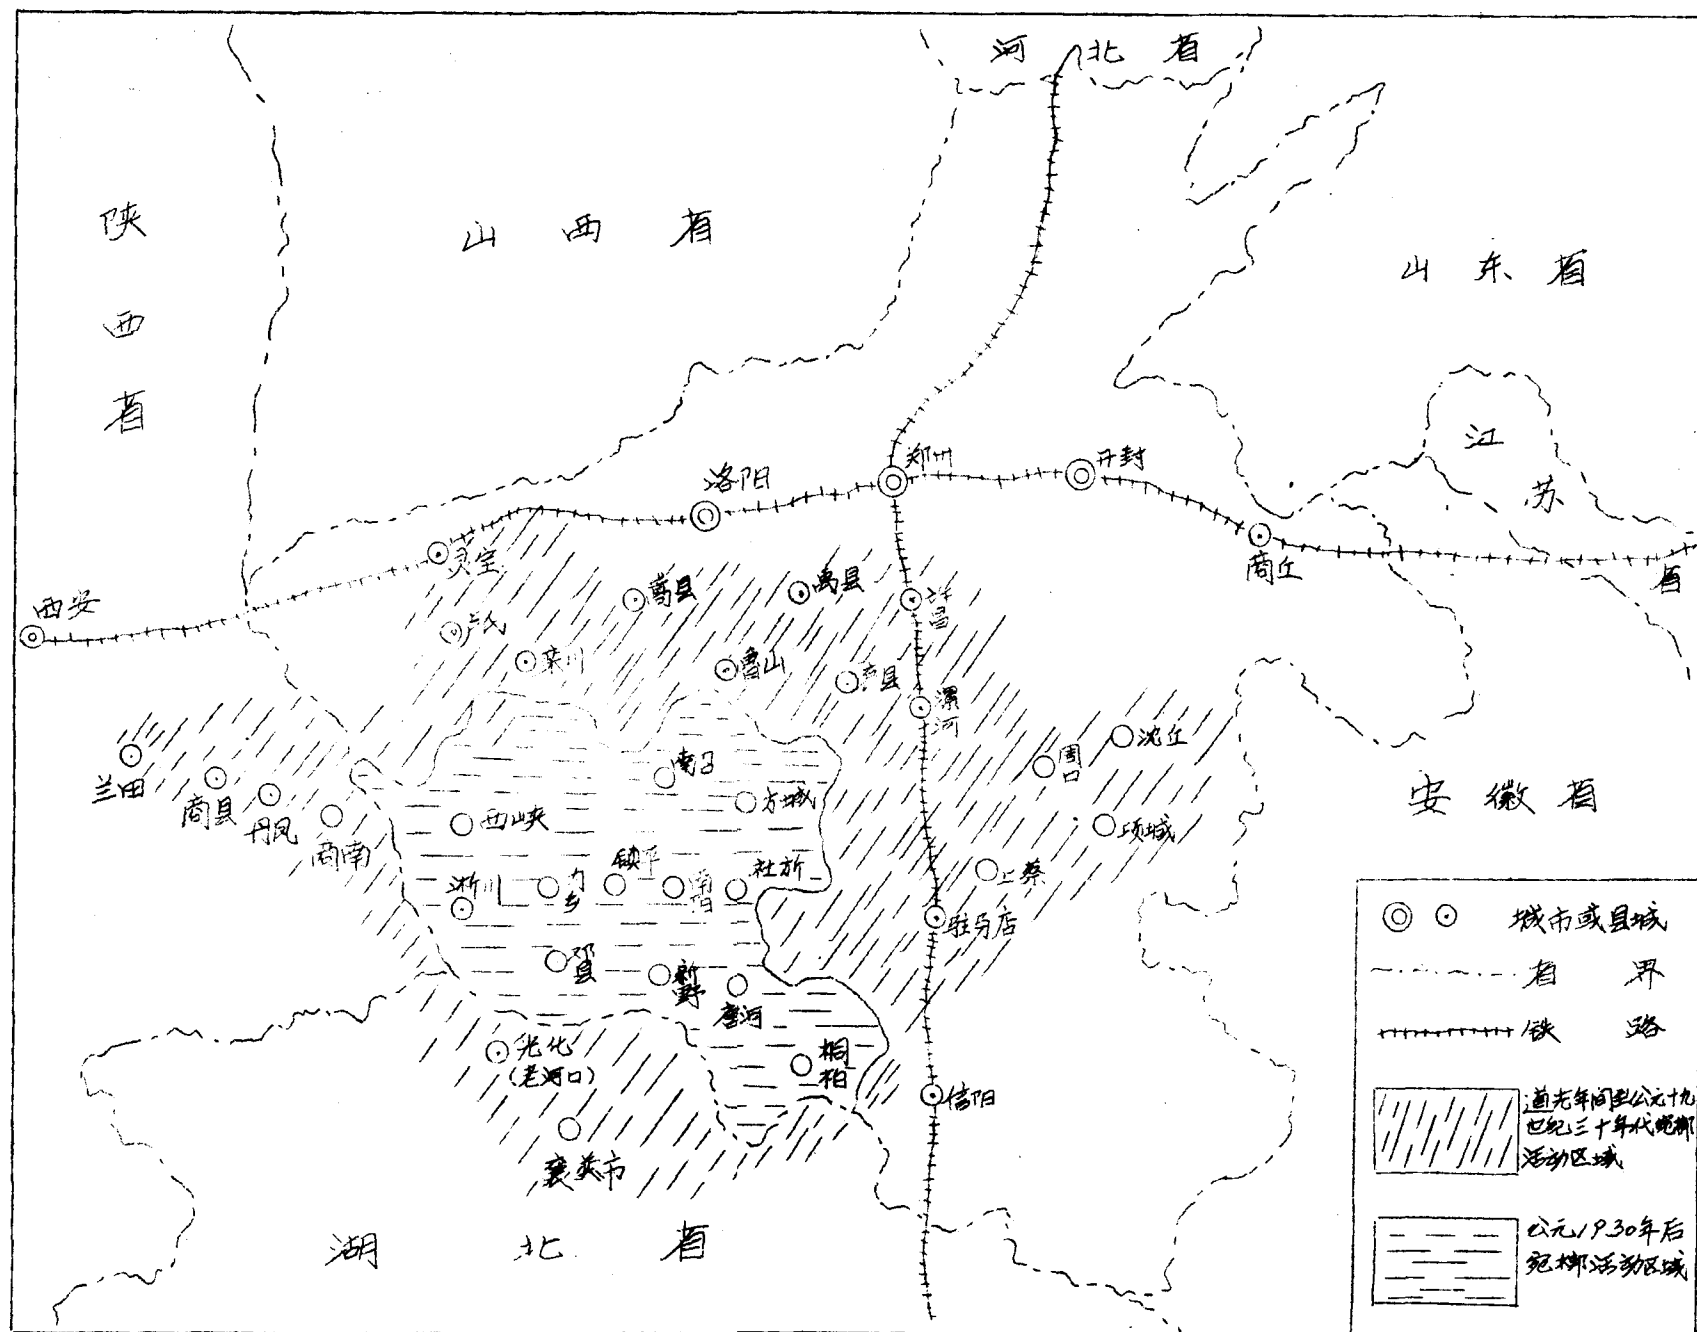 河北省
陕西省
山西省
山东省
江苏省
郑州
开封
洛阳
灵宝
商丘
西安
嵩县
禹县
许昌
卢氏
栾川
鲁山
漯河
沈丘
周口
兰田
商县
丹凤
商南
南召
方城
西峡
项城
安徽省
镇平
社旗
淅川
内乡
上蔡
驻马店
邓县
新野
唐河
光化
(老河口)
桐柏
信阳
襄樊市
湖北省
城市或县城
省界
铁路
道光年间至公元十九
世纪三十年代宛梆
活动区域
公元1930年后
宛梆活动区域